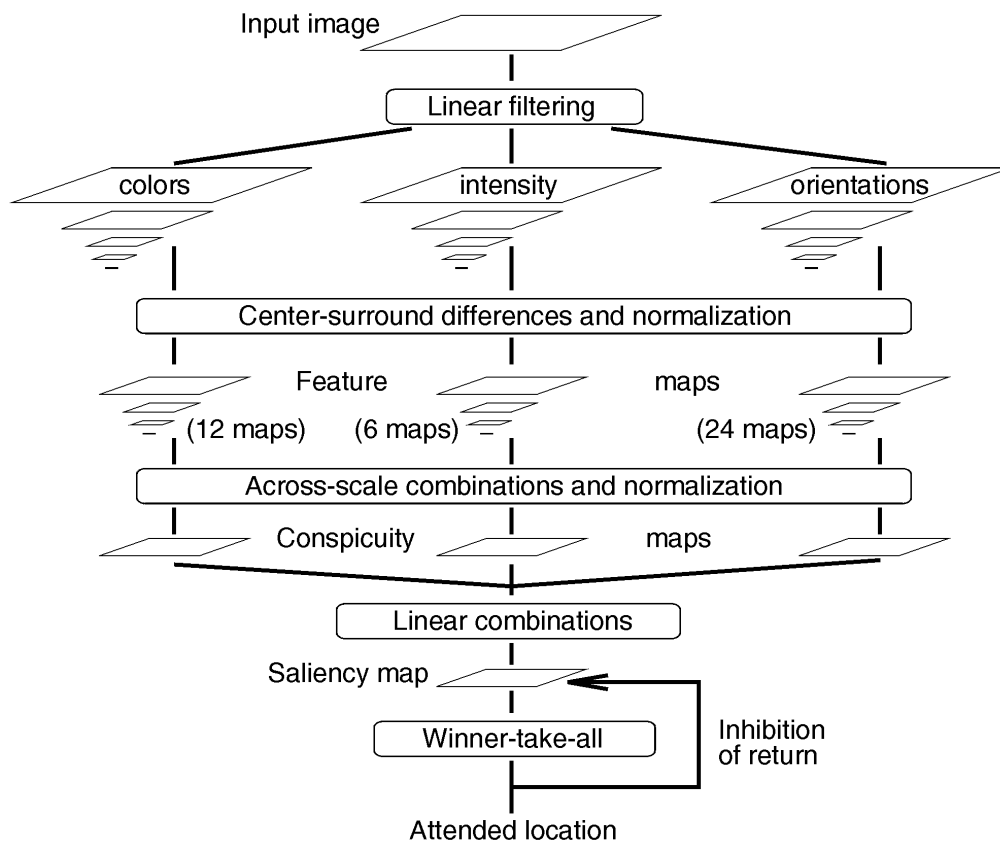 Input image
Linear filtering
colors intensity orientations
Center-surround differences and normalization
Feature maps
(12 maps) (6 maps) (24 maps)
Across-scale combinations and normalization
Conspicuity maps
Linear combinations
Saliency map
Winner-take-all
Inhibition
of return
Attended location